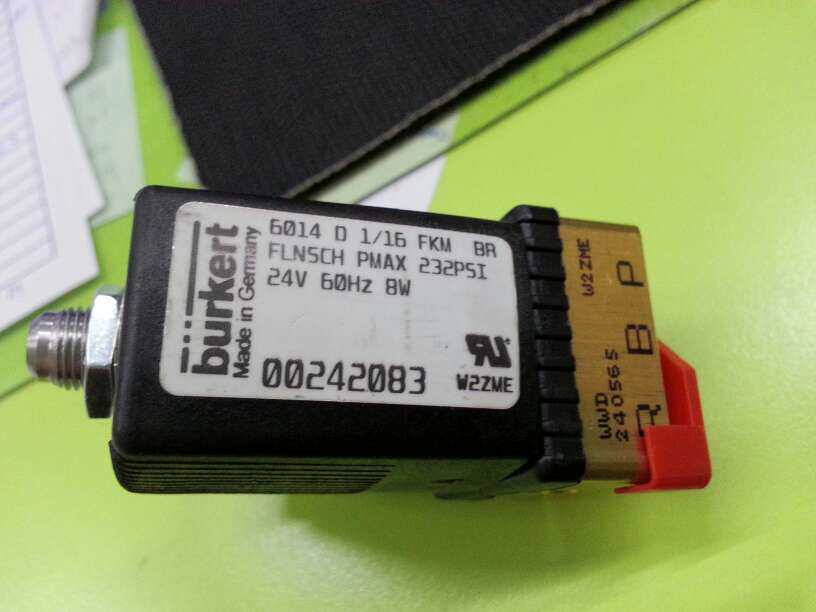 burkert
Made in Germany
6014 D 1/16 FKM BR
FLNSCH PMAX 232PSI
24V 60Hz 8W
00242083
W2ZME
W2ZME
WWD
240565
P
B
R